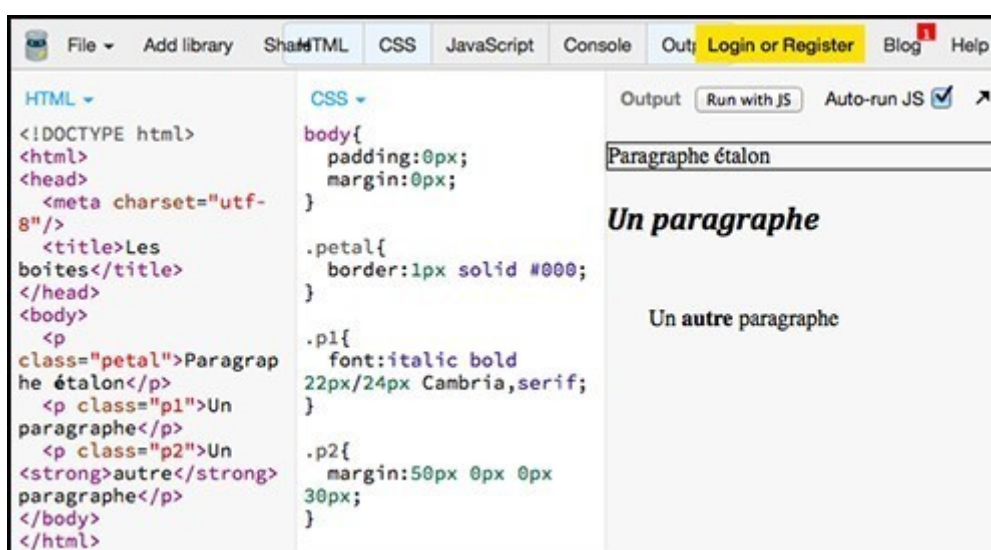 File Add library Share HTML CSS JavaScript Console Outp Login or Register Blog 1 Help
HTML
<!DOCTYPE html>
<html>
<head>
<meta charset="utf-
8"/>
<title>Les
boites</title>
</head>
<body>
<p
class="petal">Paragrap
he étalon</p>
<p class="p1">Un
paragraphe</p>
<p class="p2">Un
<strong>autre</strong>
paragraphe</p>
</body>
</html>
CSS
body{
padding:0px;
margin:0px;
}
.petal{
border:1px solid #000;
}
.p1{
font:italic bold
22px/24px Cambria,serif;
}
.p2{
margin:50px 0px 0px
30px;
}
Output Run with JS Auto-run JS
Paragraphe étalon
Un paragraphe
Un autre paragraphe